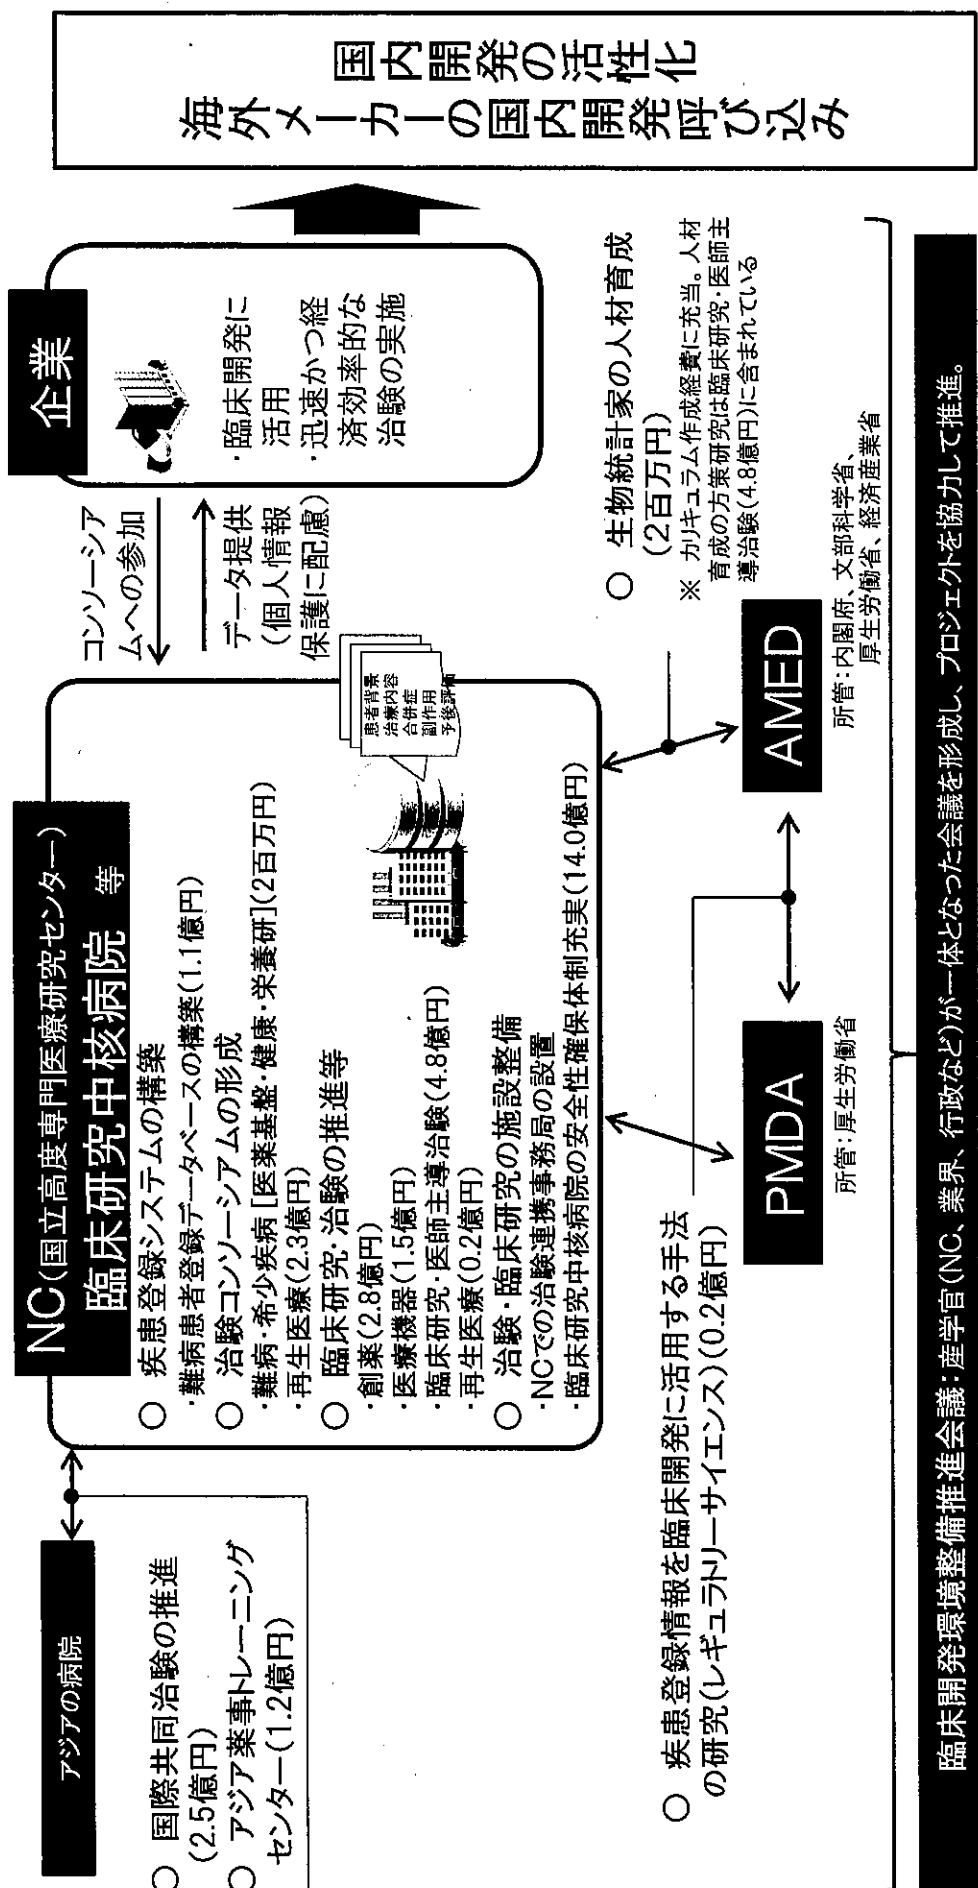 アジアの病院
○ 国際共同治験の推進
(2.5億円)
○ アジア薬事トレーニング
センター(1.2億円)
NC(国立高度専門医療研究センター)
臨床研究中核病院 等
○ 疾患登録システムの構築
・難病患者登録データベースの構築(1.1億円)
○ 治験コンソーシアムの形成
・難病・希少疾病[医薬基盤・健康・栄養研](2百万円)
・再生医療(2.3億円)
○ 臨床研究・治験の推進等
・創薬(2.8億円)
・医療機器(1.5億円)
・臨床研究・医師主導治験(4.8億円)
・再生医療(0.2億円)
○ 治験・臨床研究の施設整備
・NCでの治験連携事務局の設置
・臨床研究中核病院の安全性確保体制充実(14.0億円)
患者背景
治療内容
合併症
副作用
予後評価
コンソーシア
ムへの参加
データ提供
(個人情報
保護に配慮)
企業
・臨床開発に
活用
・迅速かつ経
済効率的な
治験の実施
国内開発の活性化
海外メーカーの国内開発呼び込み
○ 疾患登録情報を臨床開発に活用する手法
の研究(レギュラトリーサイエンス)(0.2億円)
PMDA
所管:厚生労働省
AMED
所管:内閣府、文部科学省、
厚生労働省、経済産業省
○ 生物統計家の人材育成
(2百万円)
※ カリキュラム作成経費に充当。人材
育成の方策研究は臨床研究・医師主
導治験(4.8億円)に含まれている
臨床開発環境整備推進会議:産学官(NC、業界、行政など)が一体となった会議を形成し、プロジェクトを協力して推進。